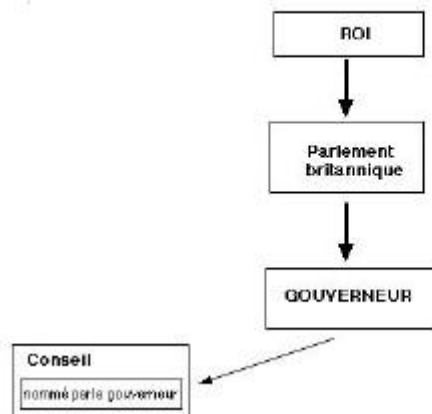 ROI
Parlement
britannique
GOUVERNEUR
Conseil
nommé par le gouverneur